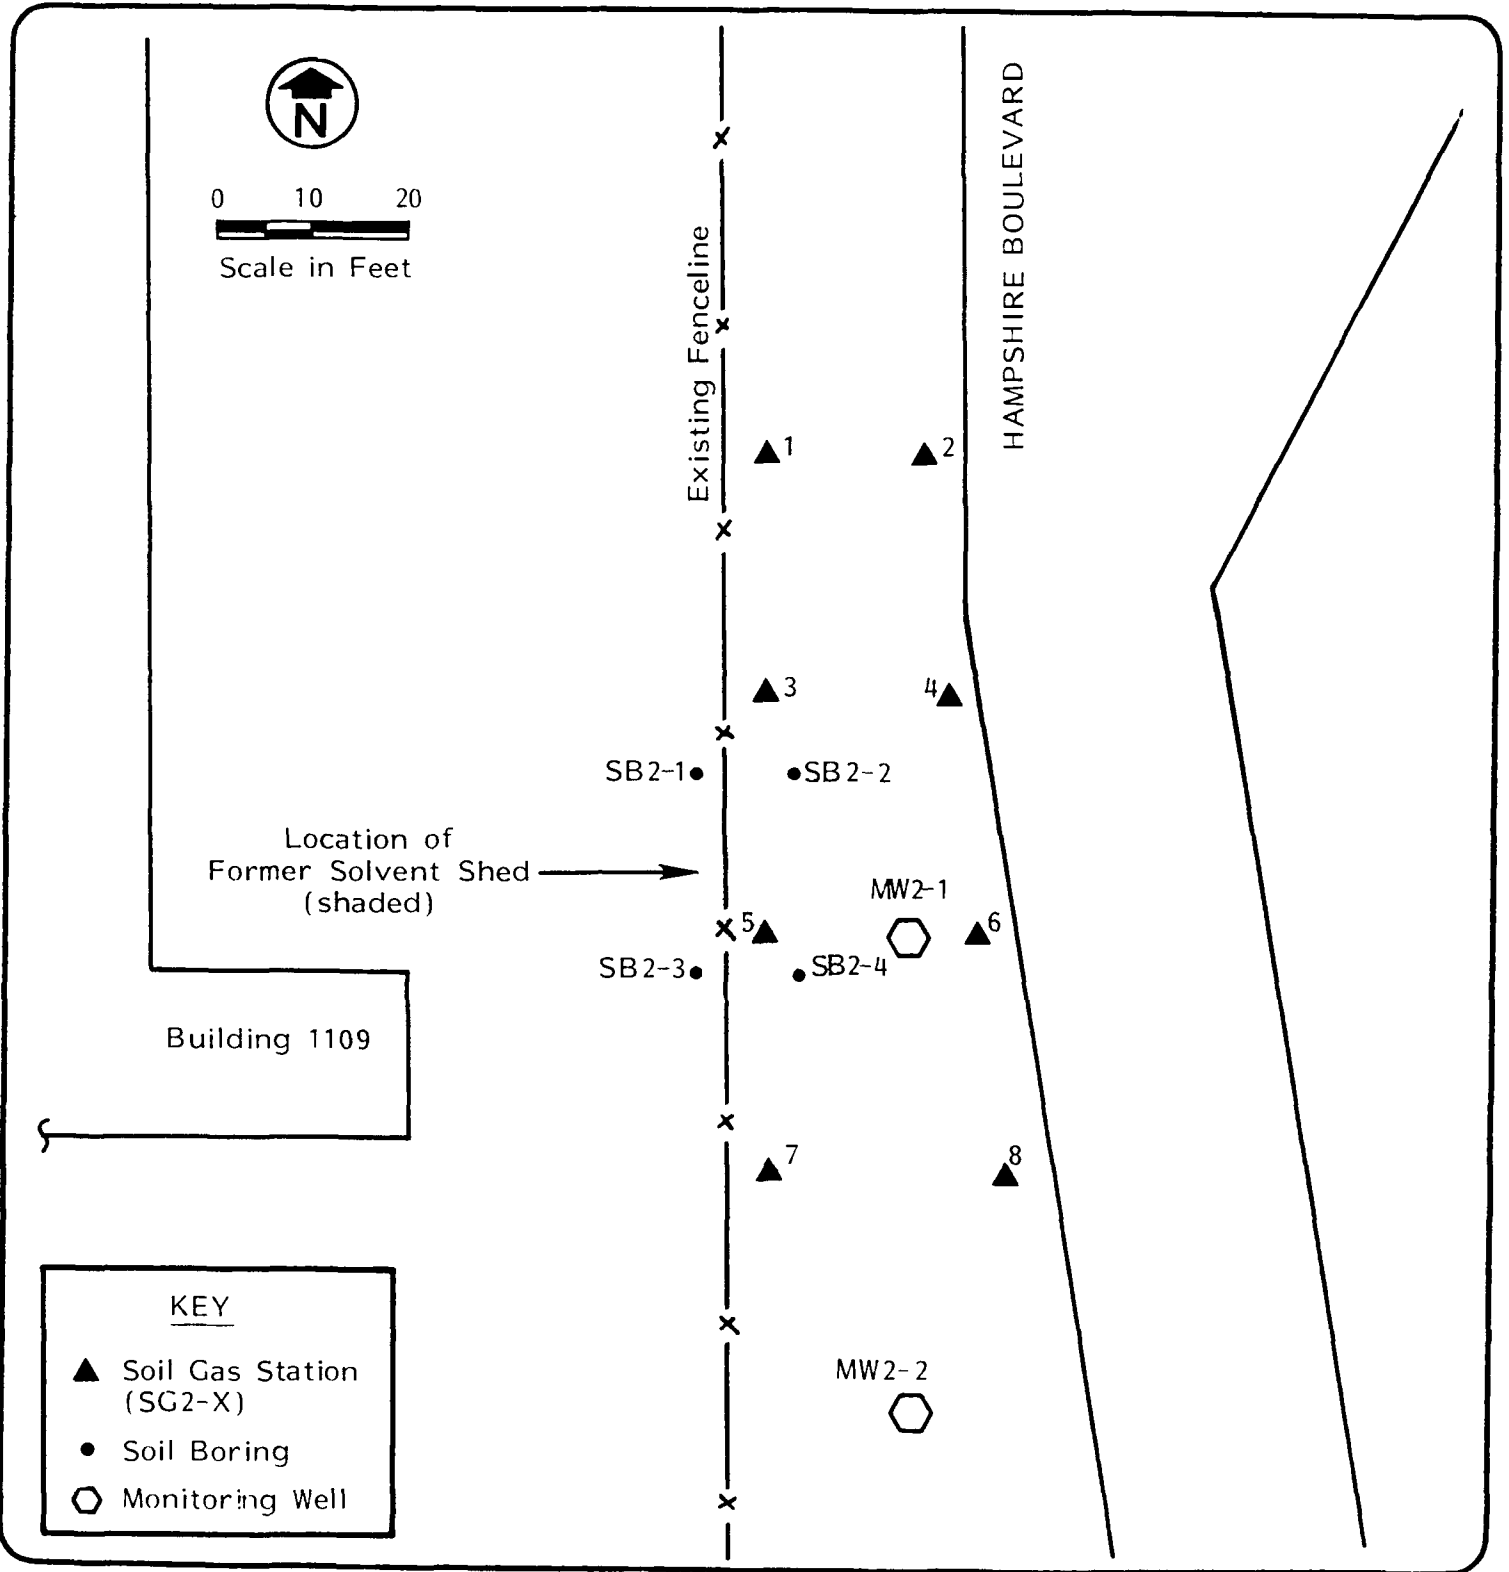 N
0 10 20
Scale in Feet
Existing Fenceline
HAMPSHIRE BOULEVARD
1
2
3
4
SB2-1
SB2-2
Location of
Former Solvent Shed
(shaded)
MW2-1
5
6
SB2-3
SB2-4
Building 1109
7
8
MW2-2
KEY
Soil Gas Station
(SG2-X)
Soil Boring
Monitoring Well